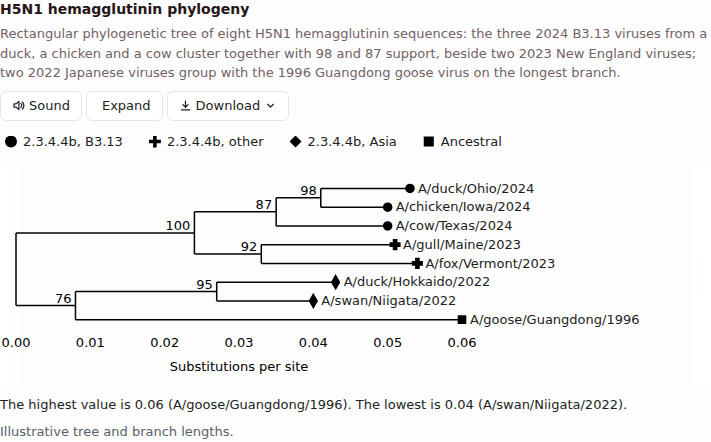 H5N1 hemagglutinin phylogeny
Rectangular phylogenetic tree of eight H5N1 hemagglutinin sequences: the three 2024 B3.13 viruses from a
duck, a chicken and a cow cluster together with 98 and 87 support, beside two 2023 New England viruses;
two 2022 Japanese viruses group with the 1996 Guangdong goose virus on the longest branch.
Sound Expand Download
2.3.4.4b, B3.13 2.3.4.4b, other 2.3.4.4b, Asia Ancestral
98 A/duck/Ohio/2024
87 A/chicken/Iowa/2024
100 A/cow/Texas/2024
92 A/gull/Maine/2023
A/fox/Vermont/2023
95 A/duck/Hokkaido/2022
76 A/swan/Niigata/2022
A/goose/Guangdong/1996
0.00 0.01 0.02 0.03 0.04 0.05 0.06
Substitutions per site
The highest value is 0.06 (A/goose/Guangdong/1996). The lowest is 0.04 (A/swan/Niigata/2022).
Illustrative tree and branch lengths.